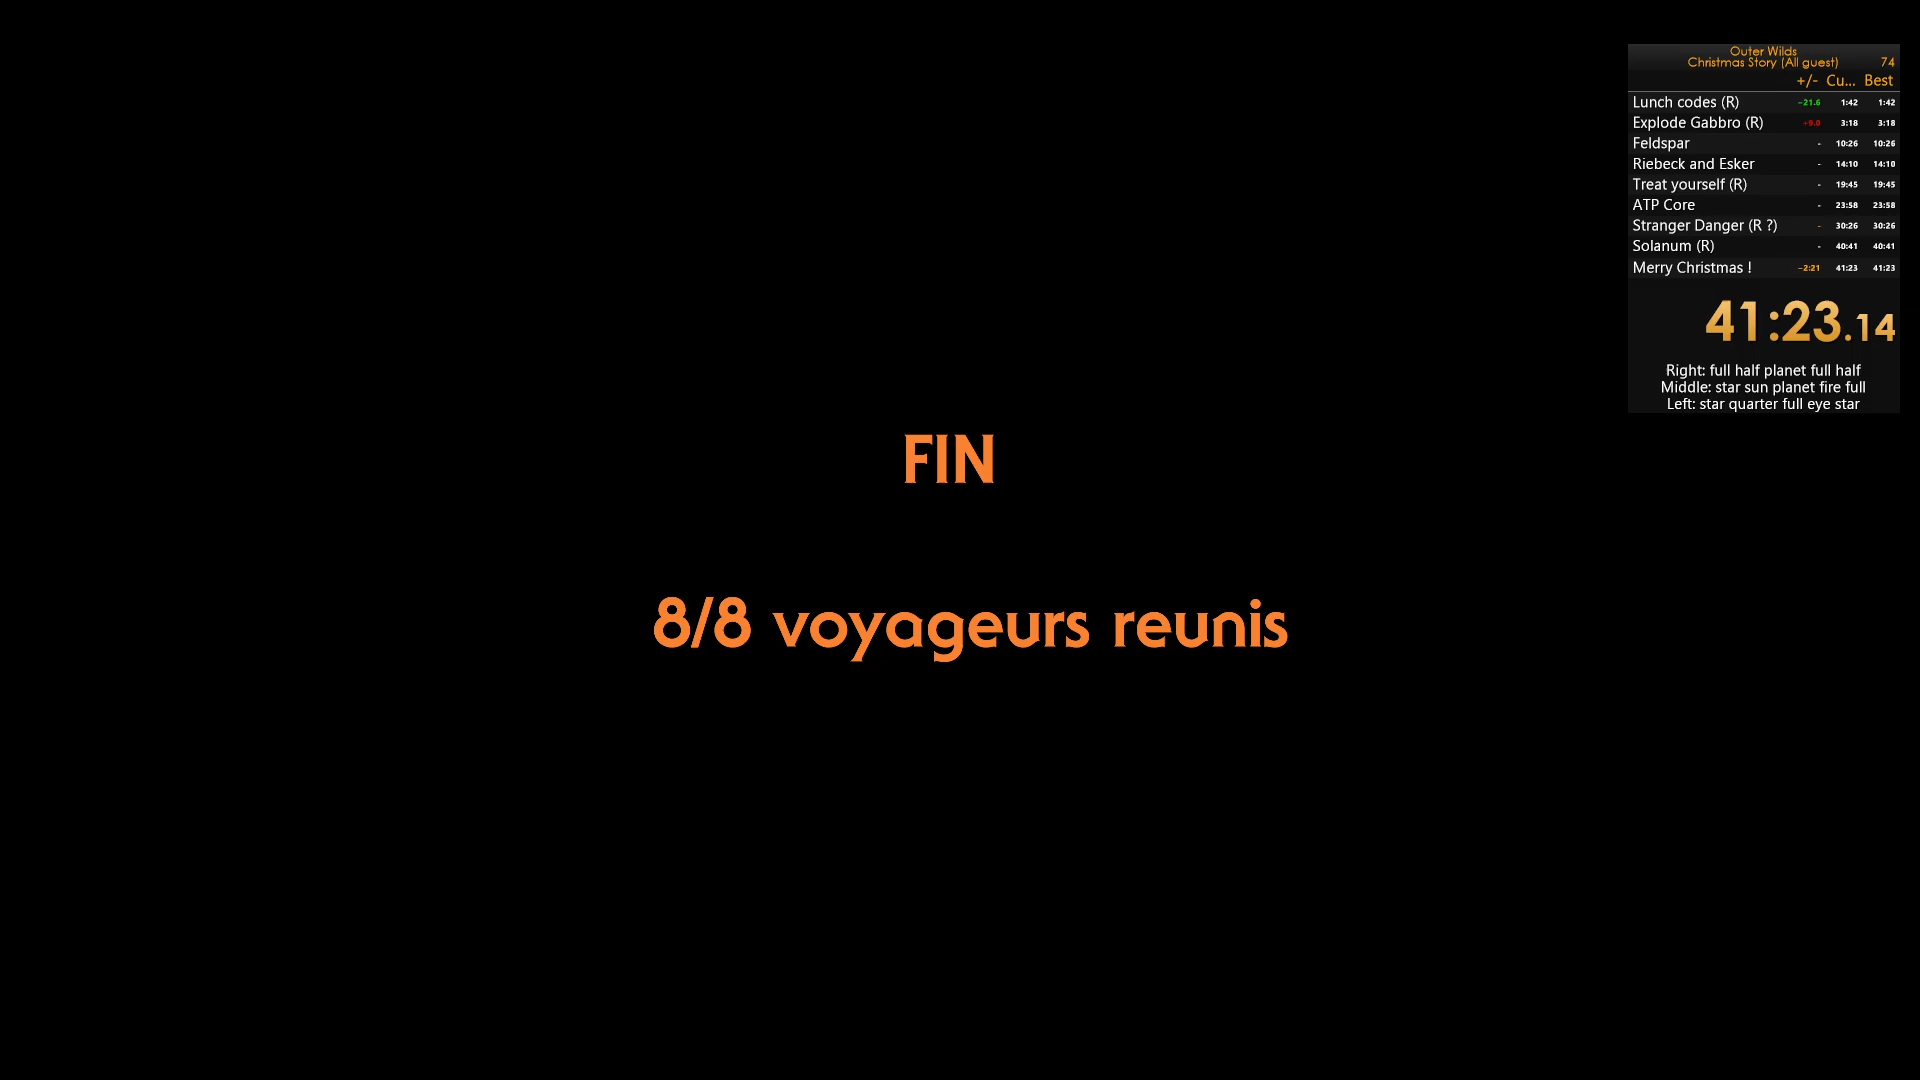 Outer Wilds
Christmas Story (All guest) 74
+/- Cu... Best
Lunch codes (R) -21.6 1:42 1:42
Explode Gabbro (R) +9.0 3:18 3:18
Feldspar - 10:26 10:26
Riebeck and Esker - 14:10 14:10
Treat yourself (R) - 19:45 19:45
ATP Core - 23:58 23:58
Stranger Danger (R ?) - 30:26 30:26
Solanum (R) - 40:41 40:41
Merry Christmas ! -2:21 41:23 41:23
41:23.14
Right: full half planet full half
Middle: star sun planet fire full
Left: star quarter full eye star
FIN
8/8 voyageurs reunis